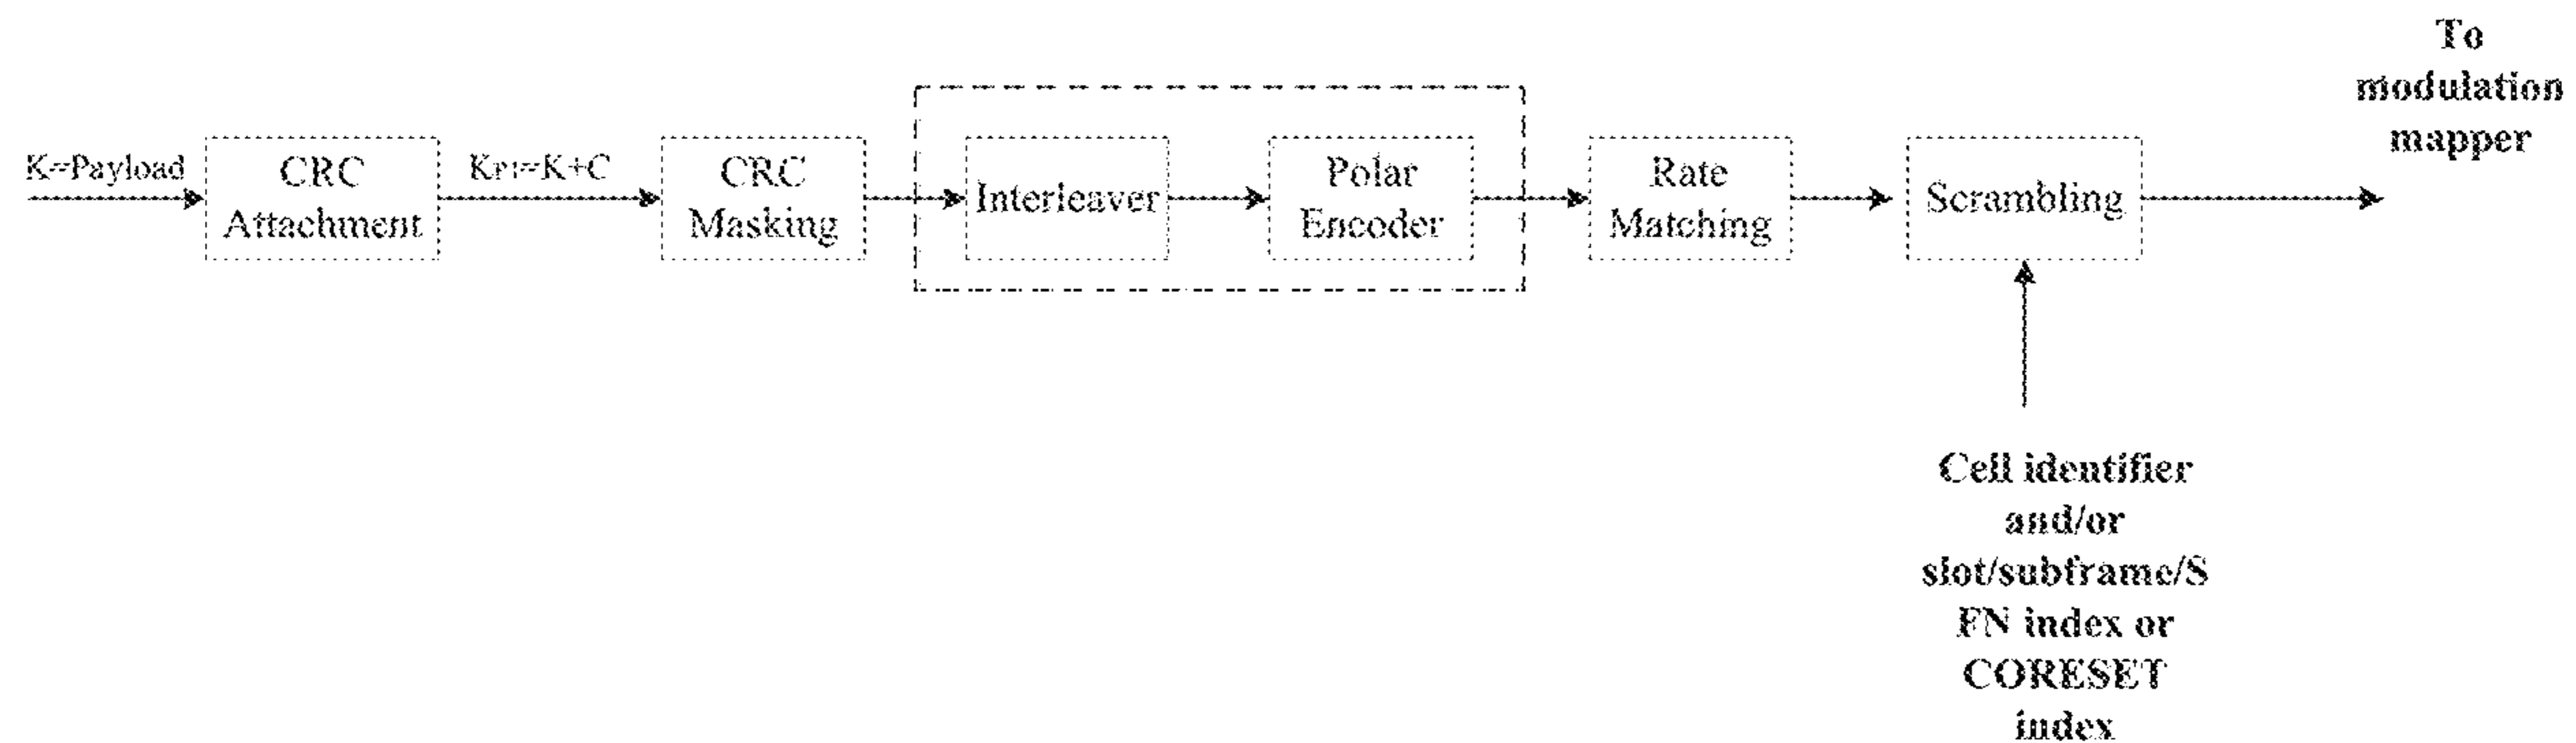 To
modulation
mapper
K=Payload
CRC
Attachment
KP1=K+C
CRC
Masking
Interleaver
Polar
Encoder
Rate
Matching
Scrambling
Cell identifier
and/or
slot/subframe/S
FN index or
CORESET
index